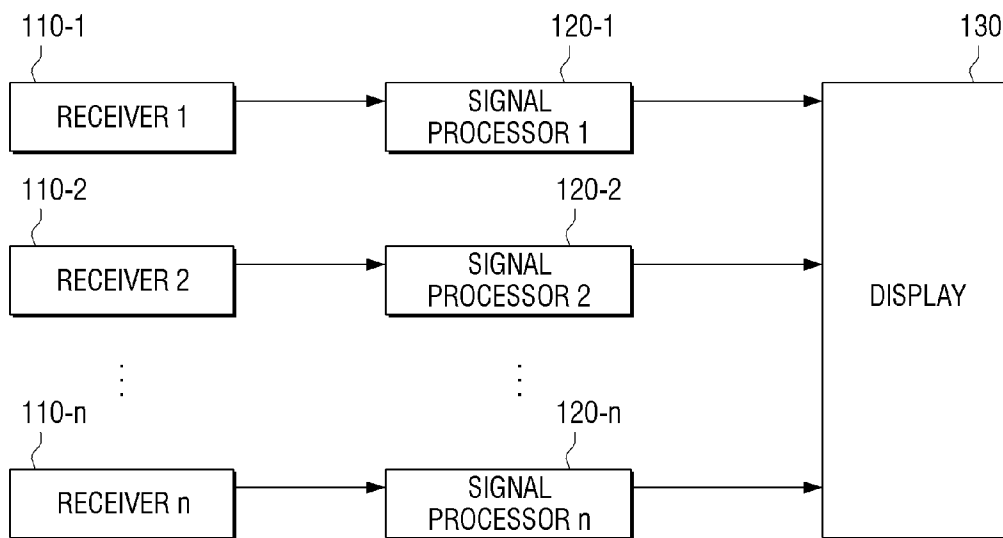 110-1
120-1
130
RECEIVER 1
SIGNAL
PROCESSOR 1
110-2
120-2
RECEIVER 2
SIGNAL
PROCESSOR 2
DISPLAY
110-n
120-n
RECEIVER n
SIGNAL
PROCESSOR n